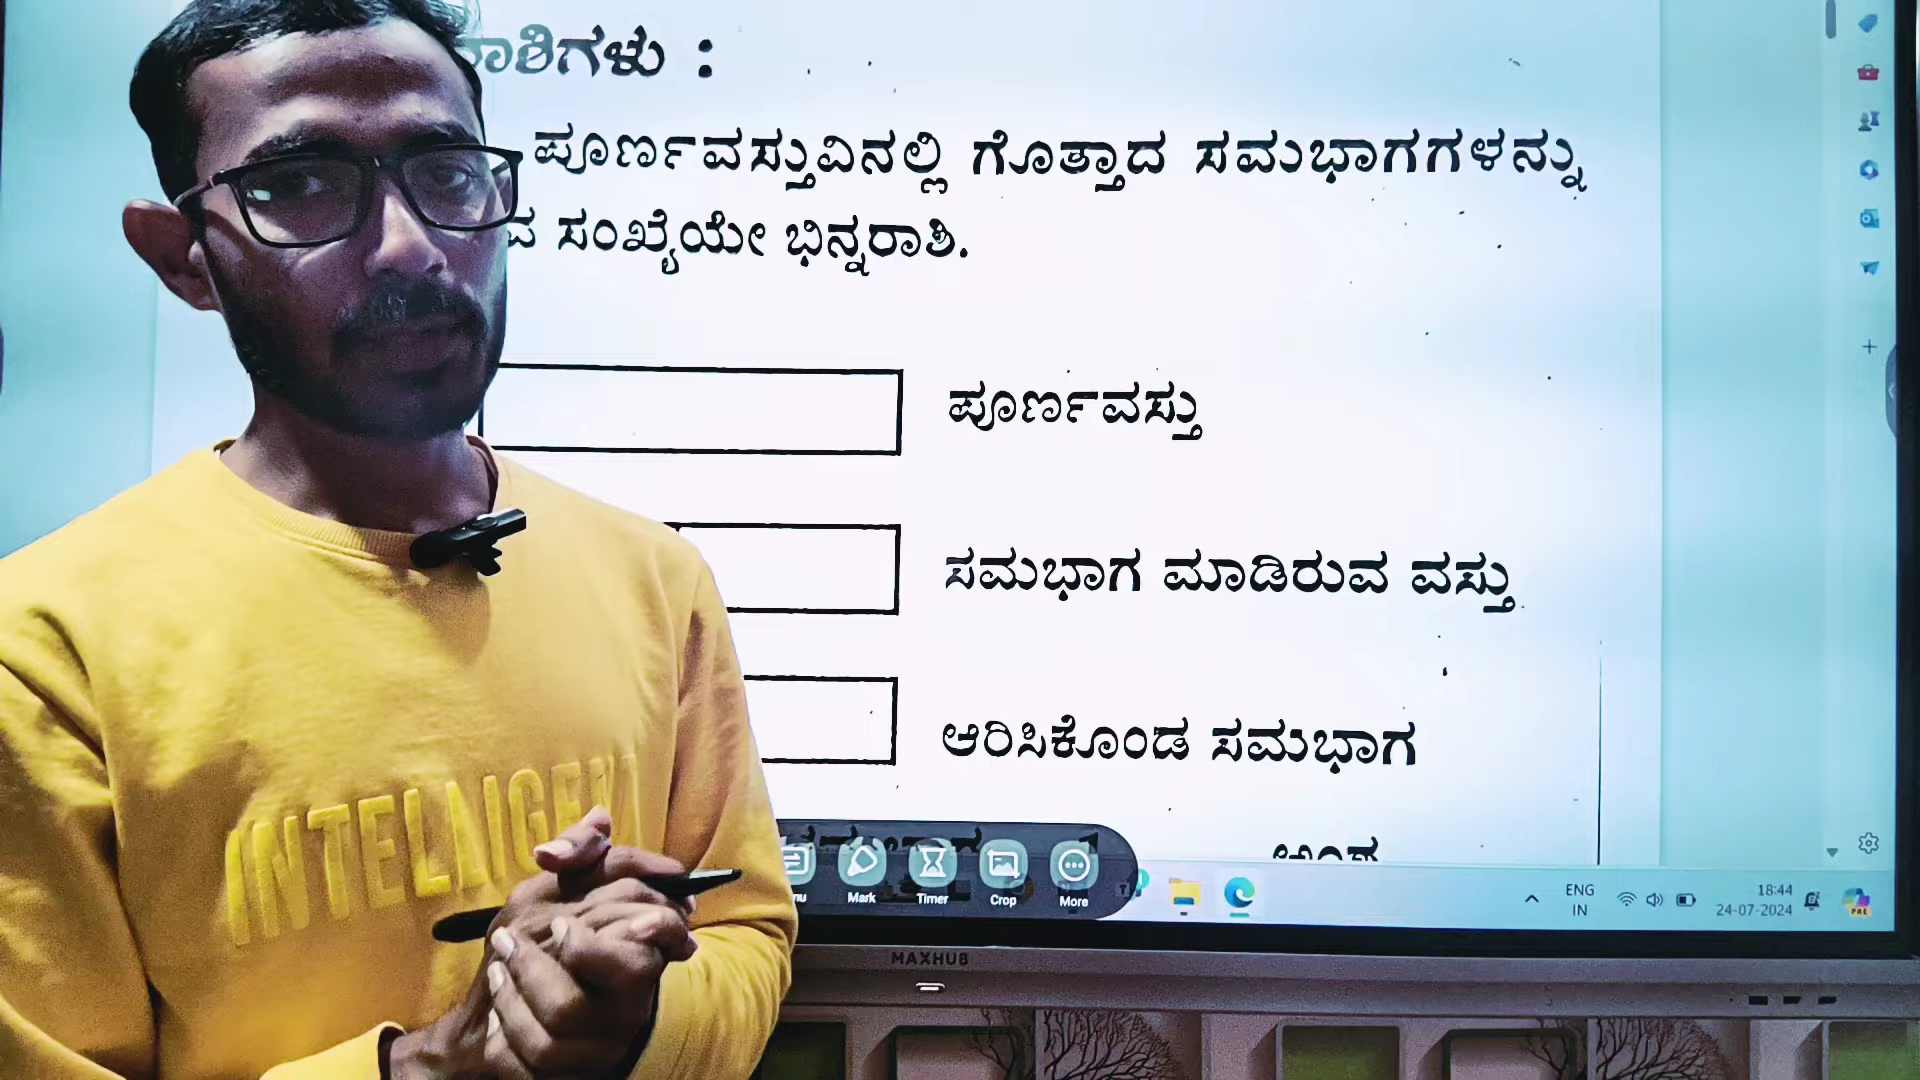 ಪೂರ್ಣವಸ್ತುವಿನಲ್ಲಿ ಗೊತ್ತಾದ ಸಮಭಾಗಗಳನ್ನು
ಸಂಖ್ಯೆಯೇ ಭಿನ್ನರಾಶಿ.
ಪೂರ್ಣವಸ್ತು
ಸಮಭಾಗ ಮಾಡಿರುವ ವಸ್ತು
ಆರಿಸಿಕೊಂಡ ಸಮಭಾಗ
INTELLIGENT
Mark Timer Crop More
ENG
IN
18:44
24-07-2024
MAXHUB